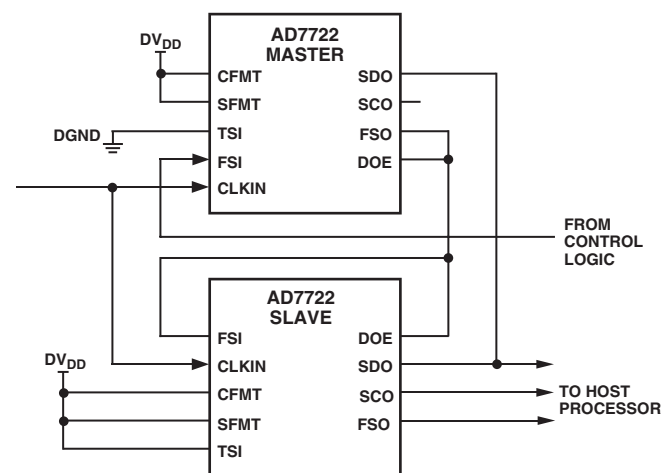 AD7722
MASTER
DVDD
CFMT
SFMT
TSI
FSI
CLKIN
SDO
SCO
FSO
DOE
DGND
FROM
CONTROL
LOGIC
AD7722
SLAVE
FSI
CLKIN
CFMT
SFMT
TSI
DOE
SDO
SCO
FSO
DVDD
TO HOST
PROCESSOR